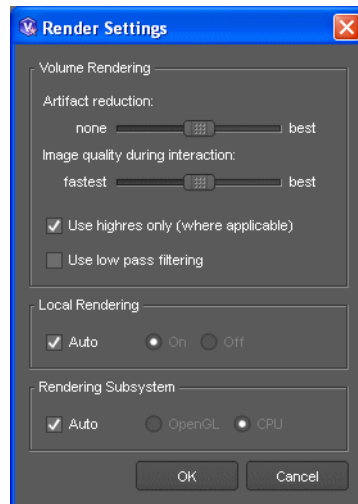 Render Settings
Volume Rendering
Artifact reduction:
none best
Image quality during interaction:
fastest best
Use highres only (where applicable)
Use low pass filtering
Local Rendering
Auto On Off
Rendering Subsystem
Auto OpenGL CPU
OK Cancel